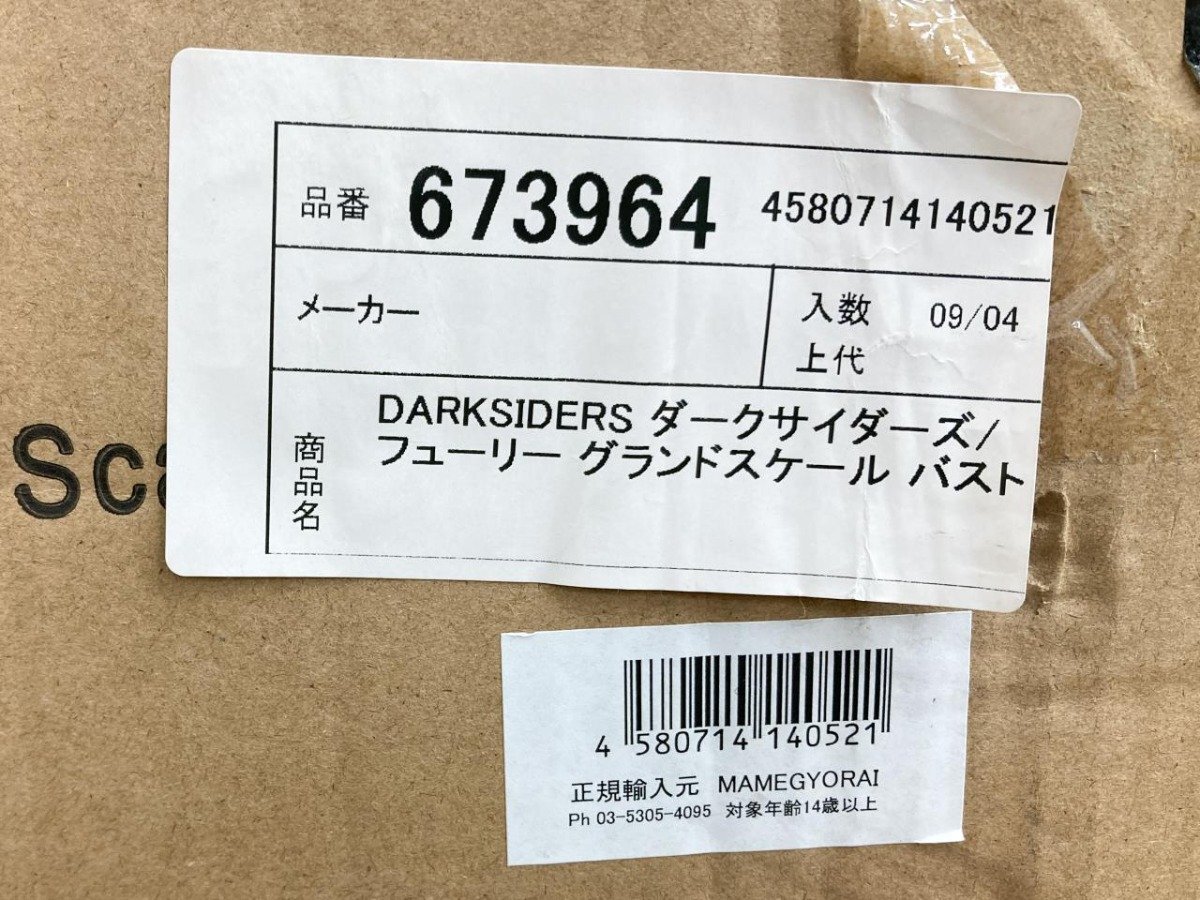 品番 673964 4580714140521
メーカー
入数 09/04
上代
商品名
DARKSIDERS ダークサイダーズ/
フューリー グランドスケール バスト
Sca
4 580714 140521
正規輸入元 MAMEGYORAI
Ph 03-5305-4095 対象年齢14歳以上